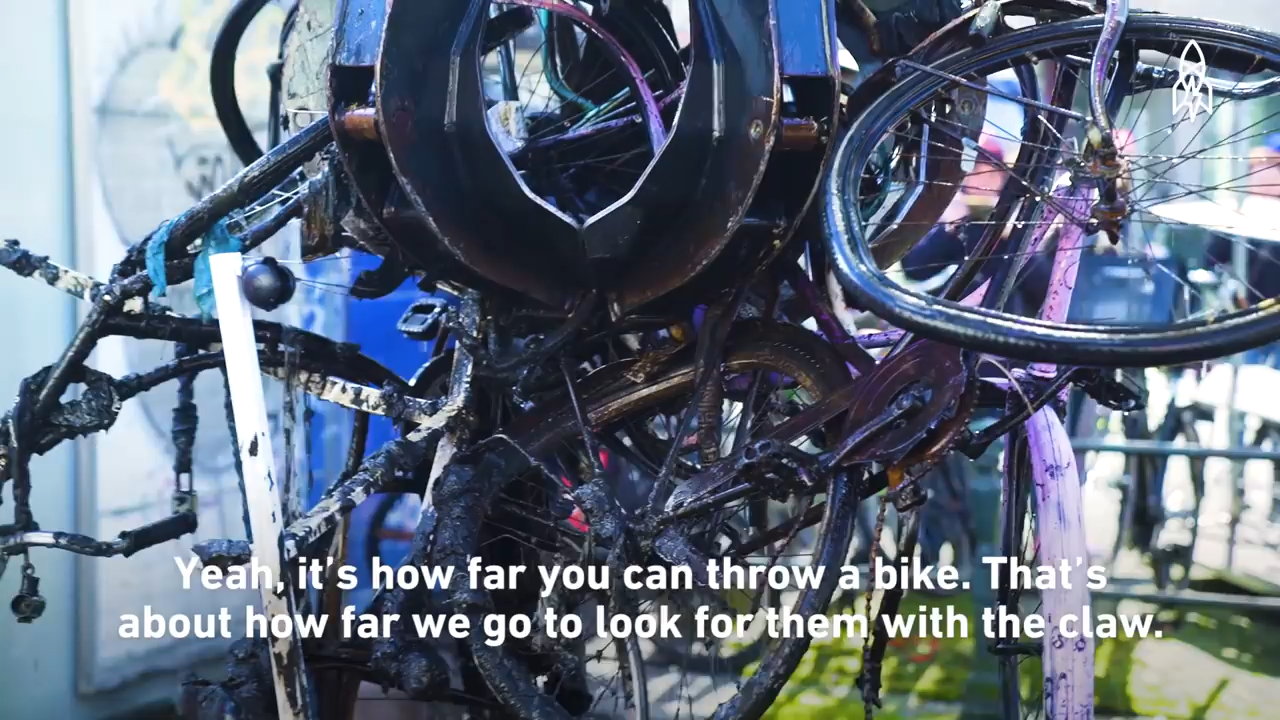 Yeah, it's how far you can throw a bike. That's
about how far we go to look for them with the claw.